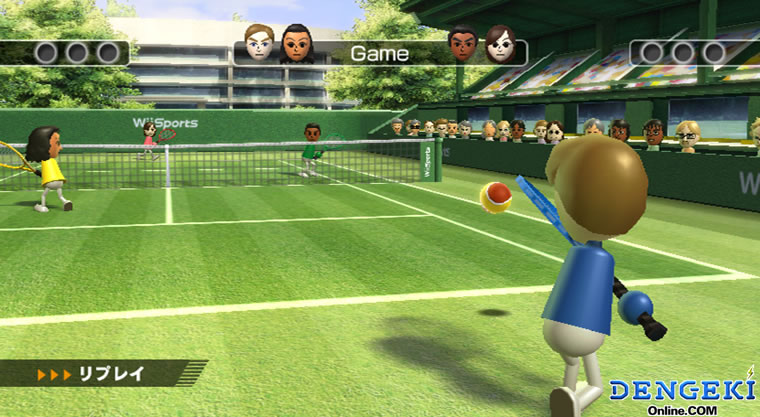 Game
WiiSports
WiiSports
W
リプレイ
DENGEKI
Online.COM